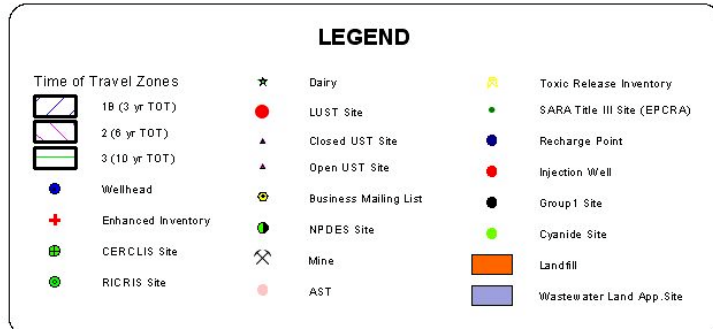 LEGEND
Time of Travel Zones
1B (3 yr TOT)
2 (6 yr TOT)
3 (10 yr TOT)
Wellhead
Enhanced Inventory
CERCLIS Site
RICRIS Site
Dairy
LUST Site
Closed UST Site
Open UST Site
Business Mailing List
NPDES Site
Mine
AST
Toxic Release Inventory
SARA Title III Site (EPCRA)
Recharge Point
Injection Well
Group1 Site
Cyanide Site
Landfill
Wastewater Land App.Site